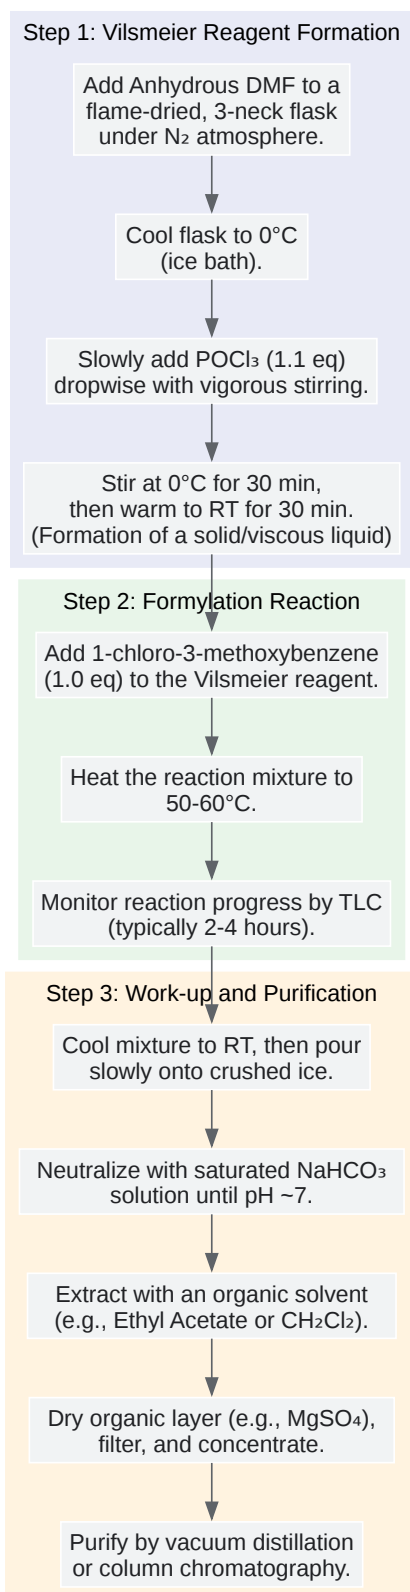 Step 1: Vilsmeier Reagent Formation
Add Anhydrous DMF to a
flame-dried, 3-neck flask
under N₂ atmosphere.
Cool flask to 0°C
(ice bath).
Slowly add POCl₃ (1.1 eq)
dropwise with vigorous stirring.
Stir at 0°C for 30 min,
then warm to RT for 30 min.
(Formation of a solid/viscous liquid)
Step 2: Formylation Reaction
Add 1-chloro-3-methoxybenzene
(1.0 eq) to the Vilsmeier reagent.
Heat the reaction mixture to
50-60°C.
Monitor reaction progress by TLC
(typically 2-4 hours).
Step 3: Work-up and Purification
Cool mixture to RT, then pour
slowly onto crushed ice.
Neutralize with saturated NaHCO₃
solution until pH ~7.
Extract with an organic solvent
(e.g., Ethyl Acetate or CH₂Cl₂).
Dry organic layer (e.g., MgSO₄),
filter, and concentrate.
Purify by vacuum distillation
or column chromatography.